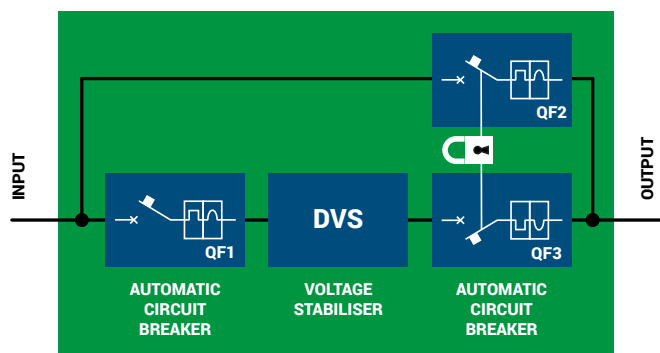 QF2
INPUT
OUTPUT
QF1
DVS
QF3
AUTOMATIC
CIRCUIT
BREAKER
VOLTAGE
STABILISER
AUTOMATIC
CIRCUIT
BREAKER